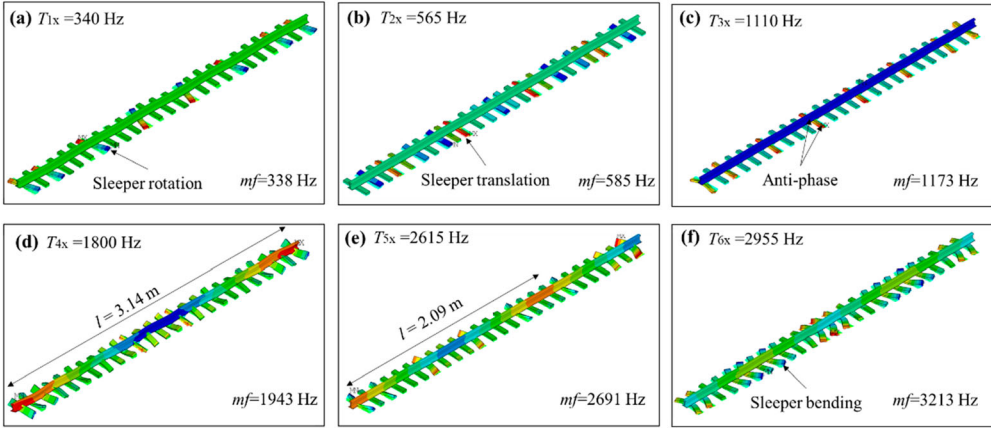 (a) T1x =340 Hz
Sleeper rotation
mf=338 Hz
(b) T2x =565 Hz
Sleeper translation
mf=585 Hz
(c) T3x =1110 Hz
Anti-phase
mf=1173 Hz
(d) T4x =1800 Hz
l = 3.14 m
mf=1943 Hz
(e) T5x =2615 Hz
l = 2.09 m
mf=2691 Hz
(f) T6x =2955 Hz
Sleeper bending
mf=3213 Hz